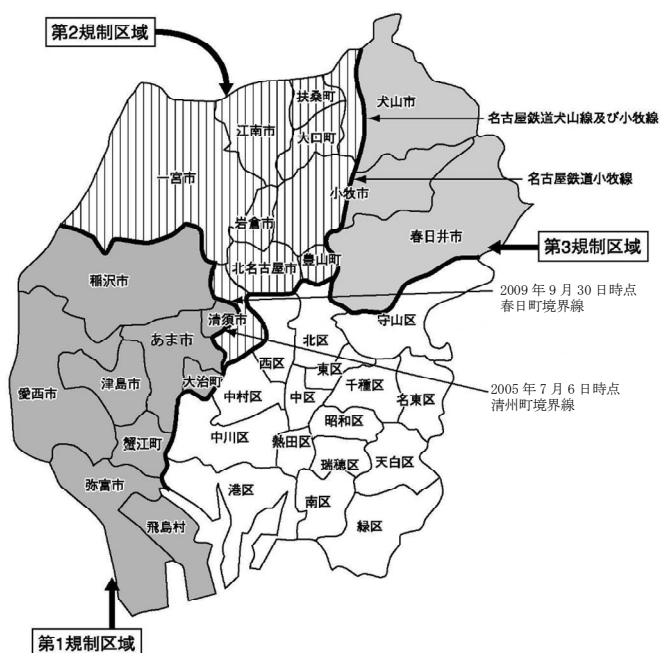 第2規制区域
扶桑町
犬山市
江南市
大口町
名古屋鉄道犬山線及び小牧線
一宮市
小牧市
名古屋鉄道小牧線
岩倉市
春日井市
第3規制区域
北名古屋市
豊山町
稲沢市
2009年9月30日時点
春日町境界線
清須市
守山区
あま市
北区
西区
東区
2005年7月6日時点
清州町境界線
愛西市
津島市
大治町
中村区
中区
千種区
名東区
昭和区
蟹江町
中川区
熱田区
瑞穂区
天白区
弥富市
港区
南区
飛島村
緑区
第1規制区域